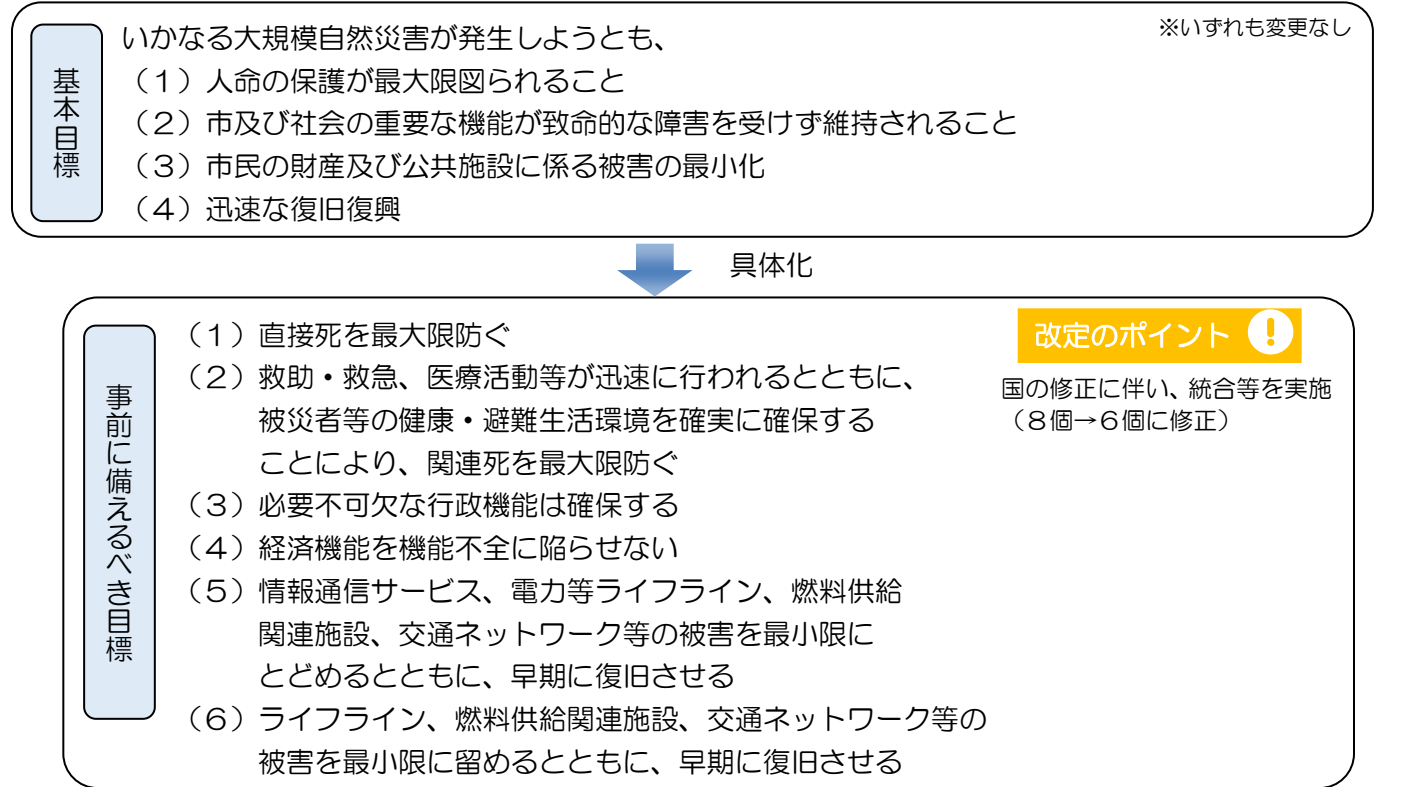 基本目標
いかなる大規模自然災害が発生しようとも、
※いずれも変更なし
（１）人命の保護が最大限図られること
（２）市及び社会の重要な機能が致命的な障害を受けず維持されること
（３）市民の財産及び公共施設に係る被害の最小化
（４）迅速な復旧復興
具体化
事前に備えるべき目標
（１）直接死を最大限防ぐ
（２）救助・救急、医療活動等が迅速に行われるとともに、
被災者等の健康・避難生活環境を確実に確保する
ことにより、関連死を最大限防ぐ
（３）必要不可欠な行政機能は確保する
（４）経済機能を機能不全に陥らせない
（５）情報通信サービス、電力等ライフライン、燃料供給
関連施設、交通ネットワーク等の被害を最小限に
とどめるとともに、早期に復旧させる
（６）ライフライン、燃料供給関連施設、交通ネットワーク等の
被害を最小限に留めるとともに、早期に復旧させる
改定のポイント !
国の修正に伴い、統合等を実施
（８個→６個に修正）